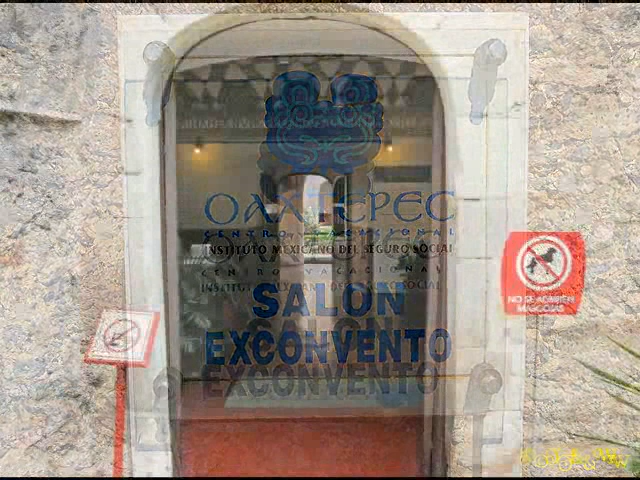 OAXTEPEC
CENTRO VACACIONAL
INSTITUTO MEXICANO DEL SEGURO SOCIAL
SALON
EXCONVENTO
NO SE ADMITEN
MASCOTAS